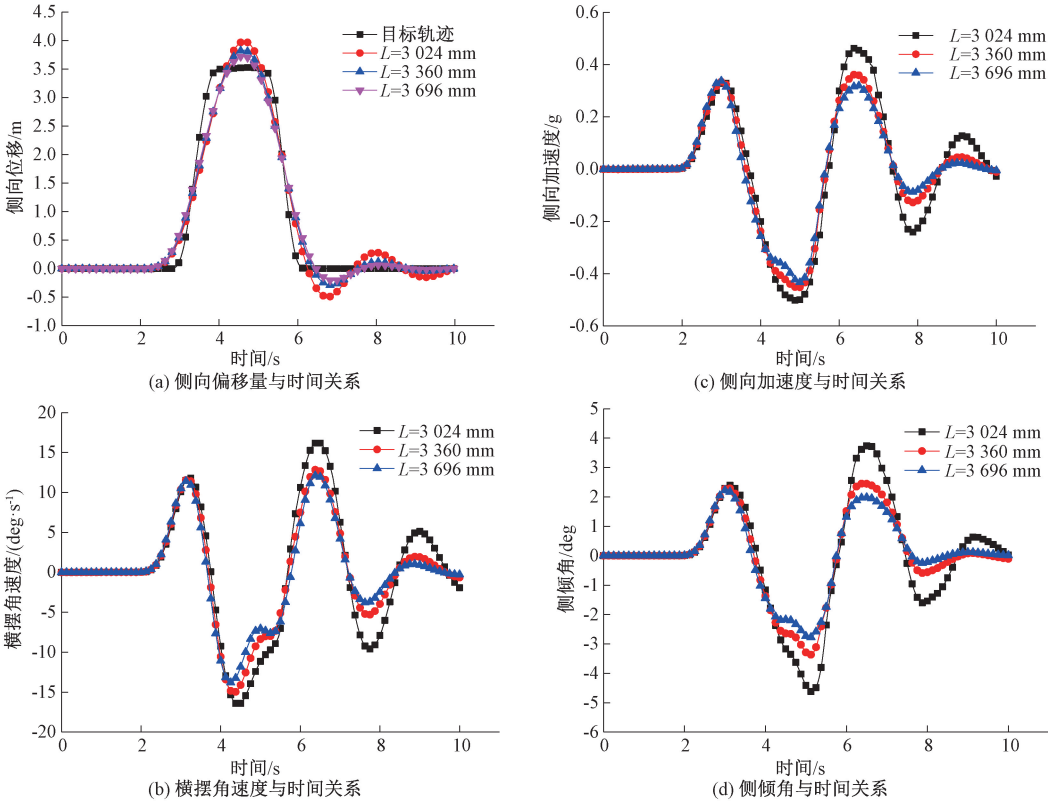 侧向位移/m
4.5
4.0
3.5
3.0
2.5
2.0
1.5
1.0
0.5
0.0
-0.5
-1.0
目标轨迹
L=3 024 mm
L=3 360 mm
L=3 696 mm
0 2 4 6 8 10
时间/s
(a) 侧向偏移量与时间关系
侧向加速度/g
0.6
0.4
0.2
0.0
-0.2
-0.4
-0.6
L=3 024 mm
L=3 360 mm
L=3 696 mm
0 2 4 6 8 10
时间/s
(c) 侧向加速度与时间关系
横摆角速度/(deg·s⁻¹)
20
15
10
5
0
-5
-10
-15
-20
L=3 024 mm
L=3 360 mm
L=3 696 mm
0 2 4 6 8 10
时间/s
(b) 横摆角速度与时间关系
侧倾角/deg
5
4
3
2
1
0
-1
-2
-3
-4
-5
-6
L=3 024 mm
L=3 360 mm
L=3 696 mm
0 2 4 6 8 10
时间/s
(d) 侧倾角与时间关系